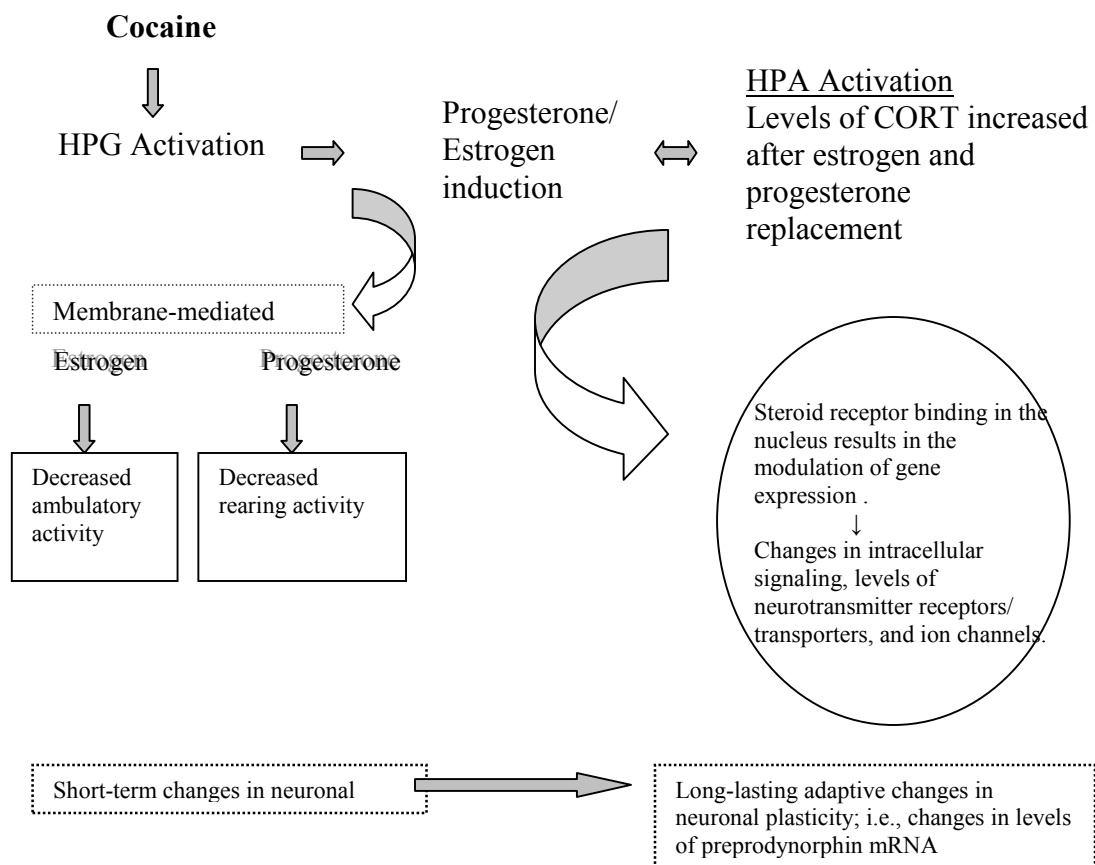 Cocaine
HPG Activation
Progesterone/
Estrogen
induction
HPA Activation
Levels of CORT increased
after estrogen and
progesterone
replacement
Membrane-mediated
Estrogen
Progesterone
Decreased
ambulatory
activity
Decreased
rearing activity
Steroid receptor binding in the
nucleus results in the
modulation of gene
expression .
↓
Changes in intracellular
signaling, levels of
neurotransmitter receptors/
transporters, and ion channels.
Short-term changes in neuronal
Long-lasting adaptive changes in
neuronal plasticity; i.e., changes in levels
of preprodynorphin mRNA